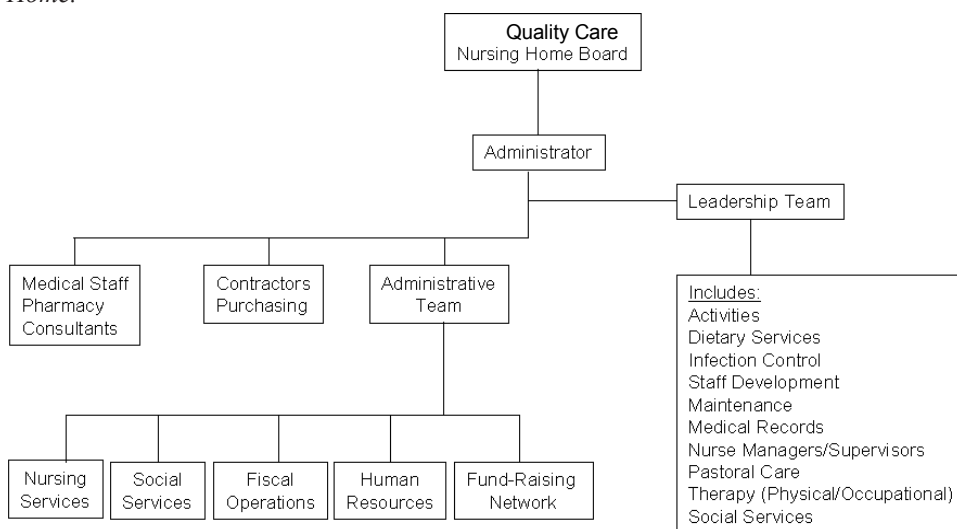 Home.
Quality Care
Nursing Home Board
Administrator
Leadership Team
Medical Staff
Pharmacy
Consultants
Contractors
Purchasing
Administrative
Team
Includes:
Activities
Dietary Services
Infection Control
Staff Development
Maintenance
Medical Records
Nurse Managers/Supervisors
Pastoral Care
Therapy (Physical/Occupational)
Social Services
Nursing
Services
Social
Services
Fiscal
Operations
Human
Resources
Fund-Raising
Network